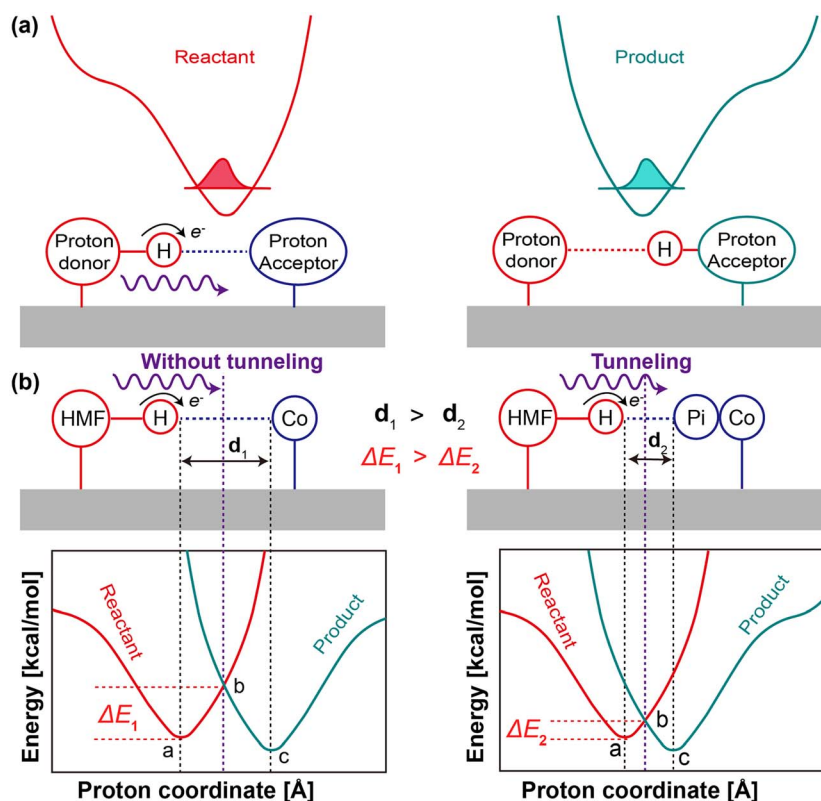 (a)
Reactant
Product
Proton donor
H
e-
Proton Acceptor
Proton donor
H
Proton Acceptor
(b)
Without tunneling
Tunneling
HMF
H
e-
Co
d1
d1 > d2
ΔE1 > ΔE2
HMF
H
e-
Pi
Co
d2
Energy [kcal/mol]
Reactant
Product
ΔE1
a
b
c
Proton coordinate [Å]
Energy [kcal/mol]
Reactant
Product
ΔE2
a
b
c
Proton coordinate [Å]